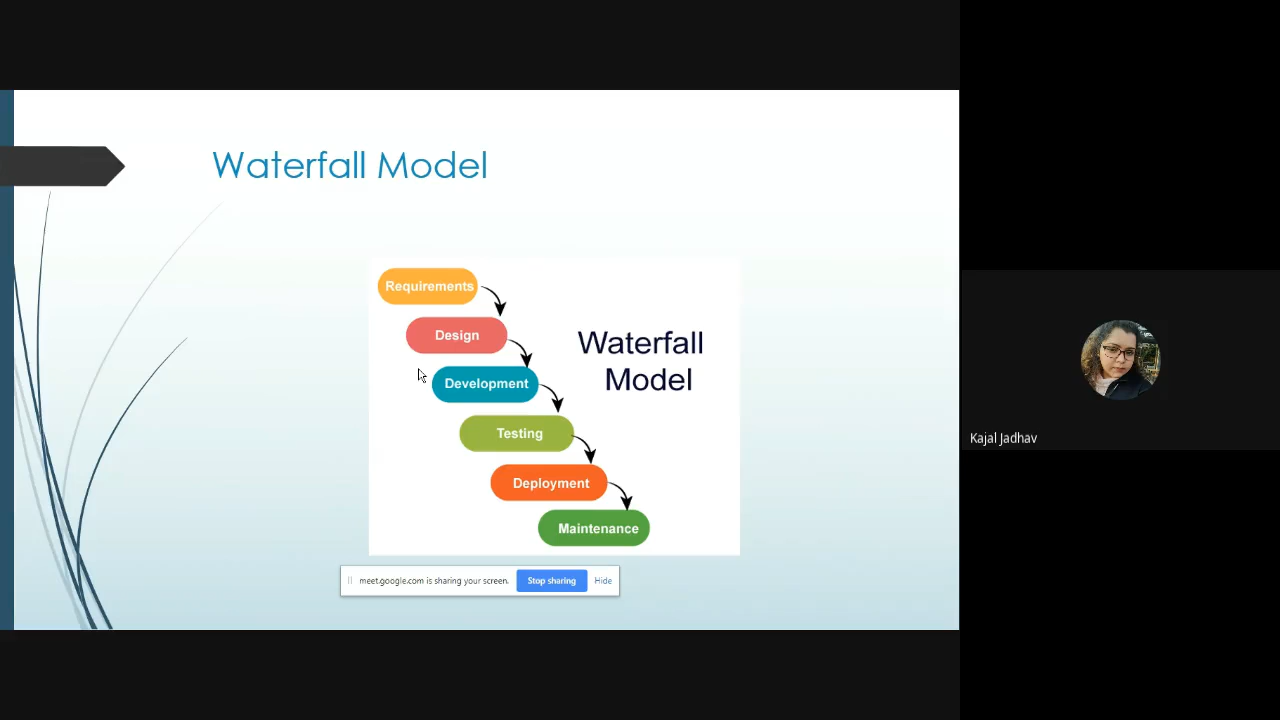 Waterfall Model
Requirements
Design
Waterfall
Model
Development
Testing
Deployment
Maintenance
meet.google.com is sharing your screen.
Stop sharing
Hide
Kajal Jadhav